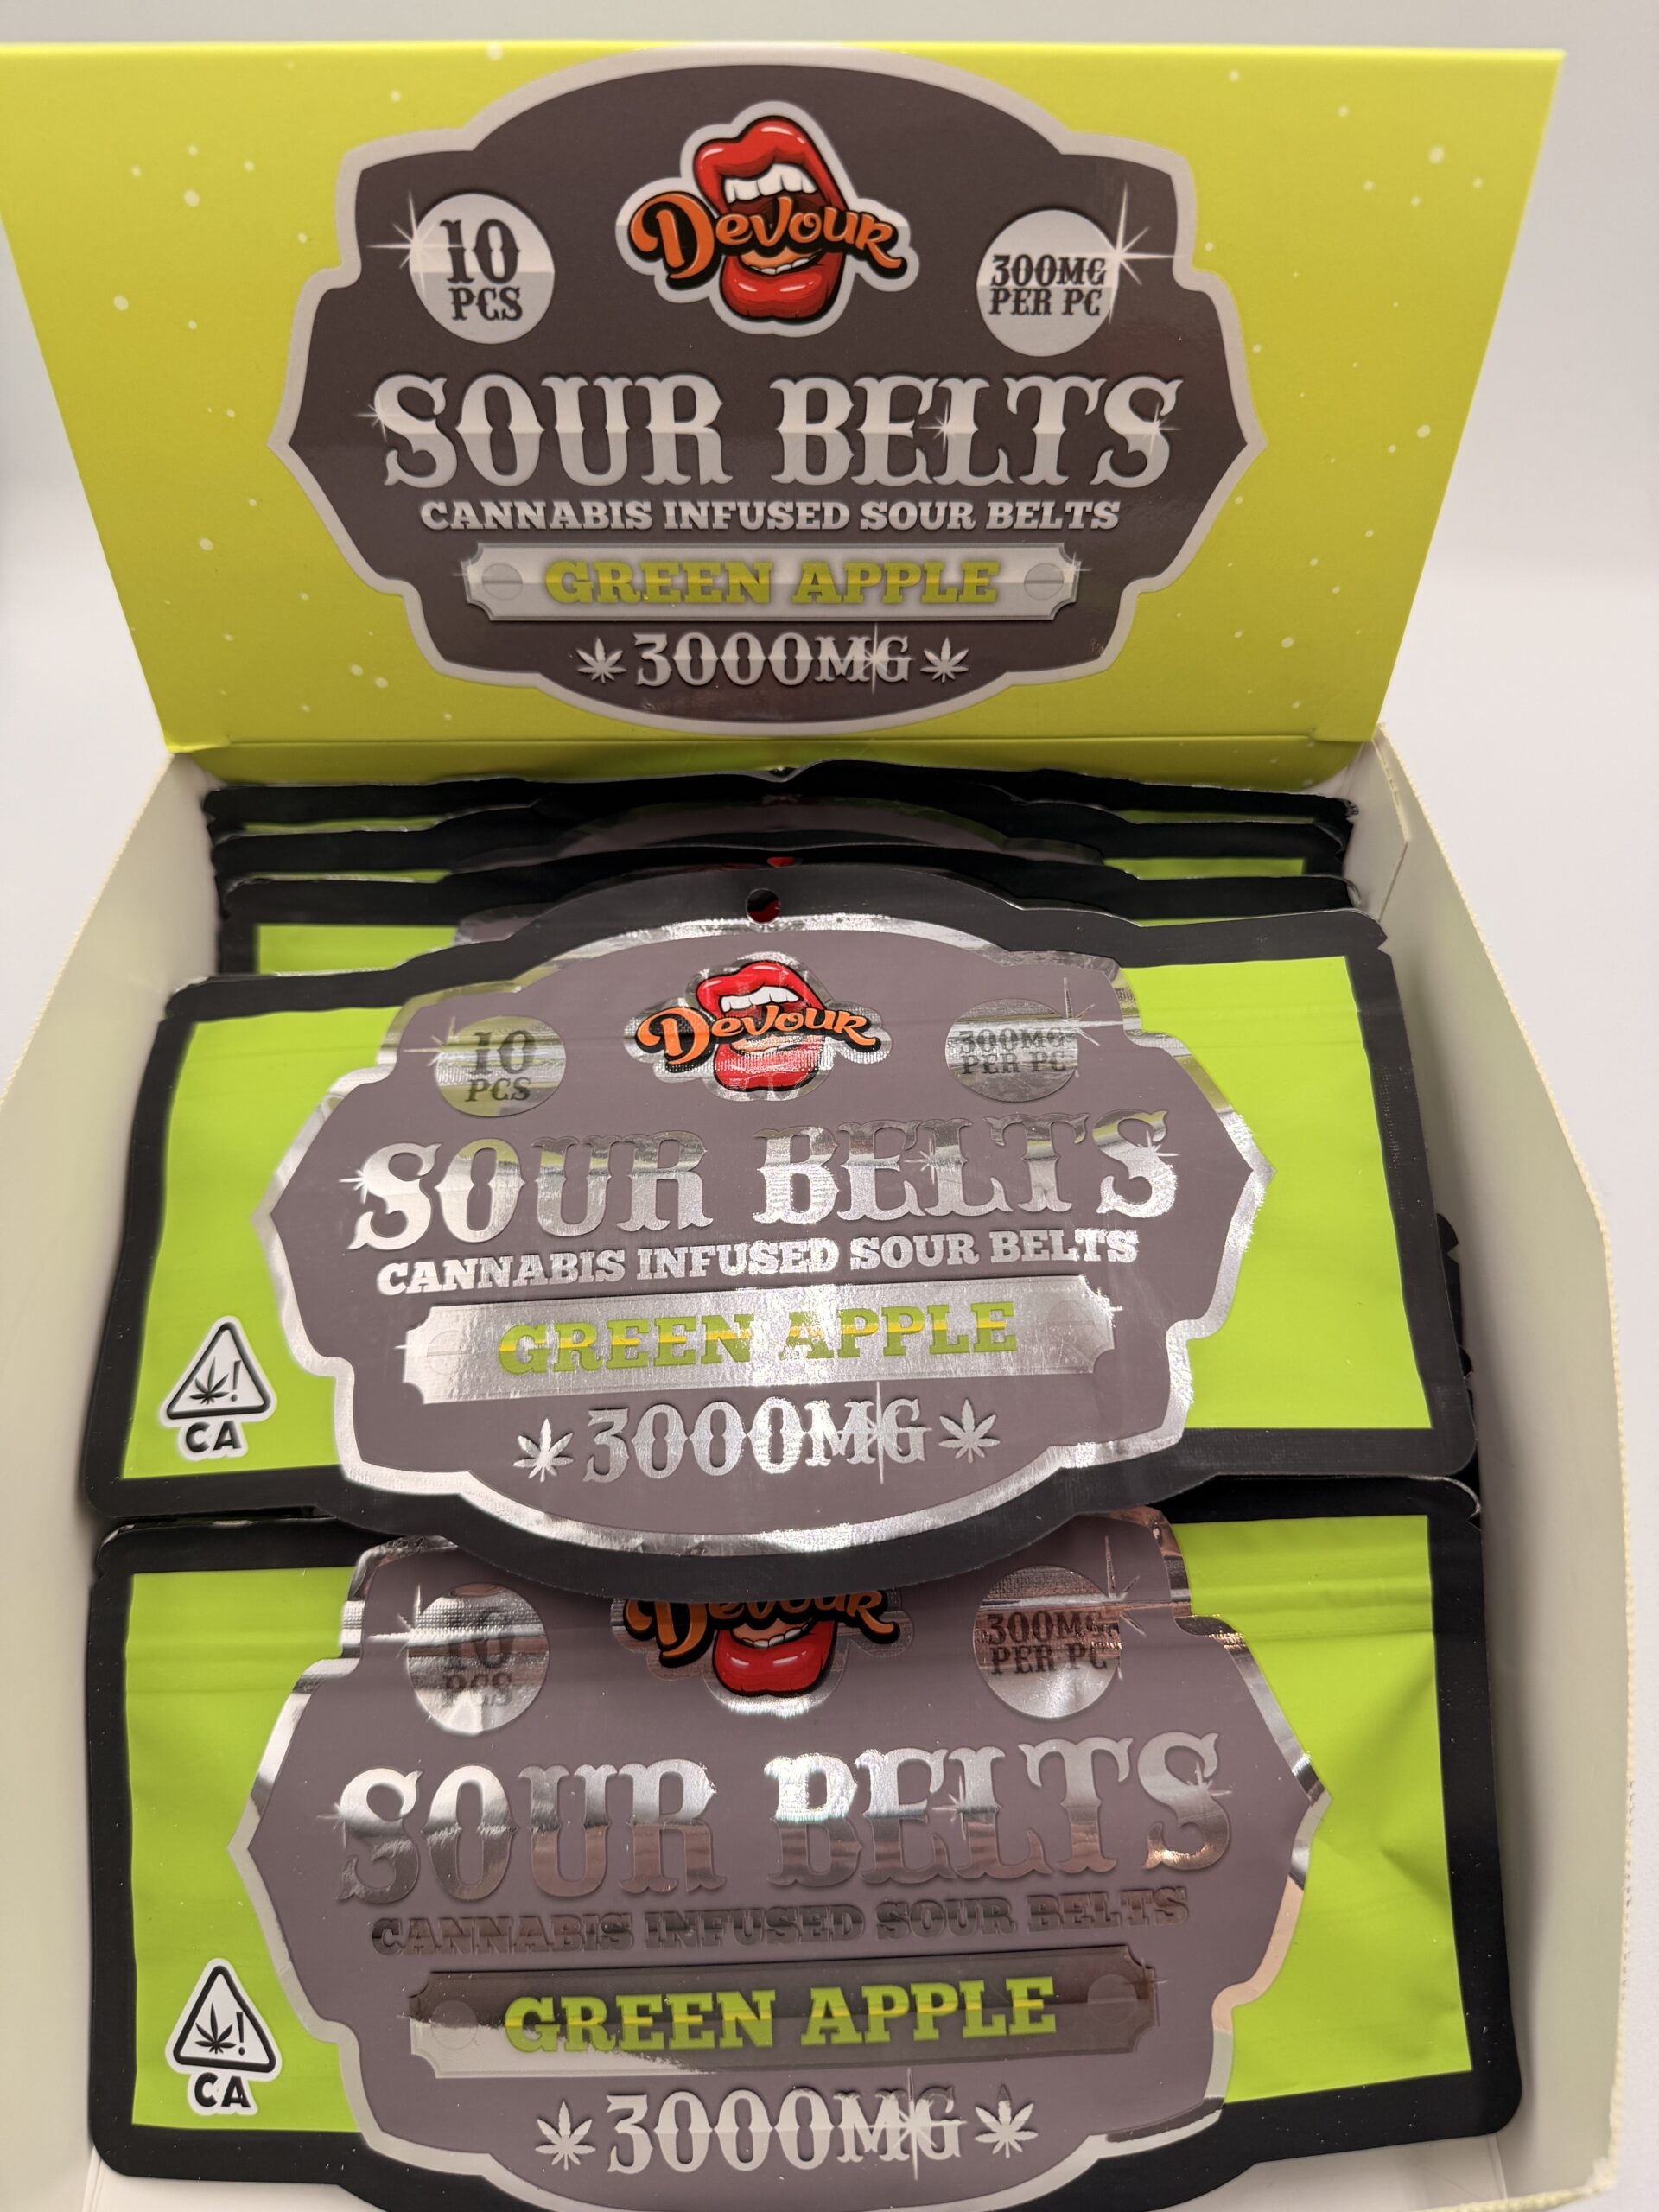 10
PCS
Devour
300MG
PER PC
SOUR BELTS
CANNABIS INFUSED SOUR BELTS
GREEN APPLE
3000MG
10
PCS
Devour
300MG
PER PC
SOUR BELTS
CANNABIS INFUSED SOUR BELTS
GREEN APPLE
3000MG
!
CA
10
PCS
Devour
300MG
PER PC
SOUR BELTS
CANNABIS INFUSED SOUR BELTS
GREEN APPLE
3000MG
!
CA